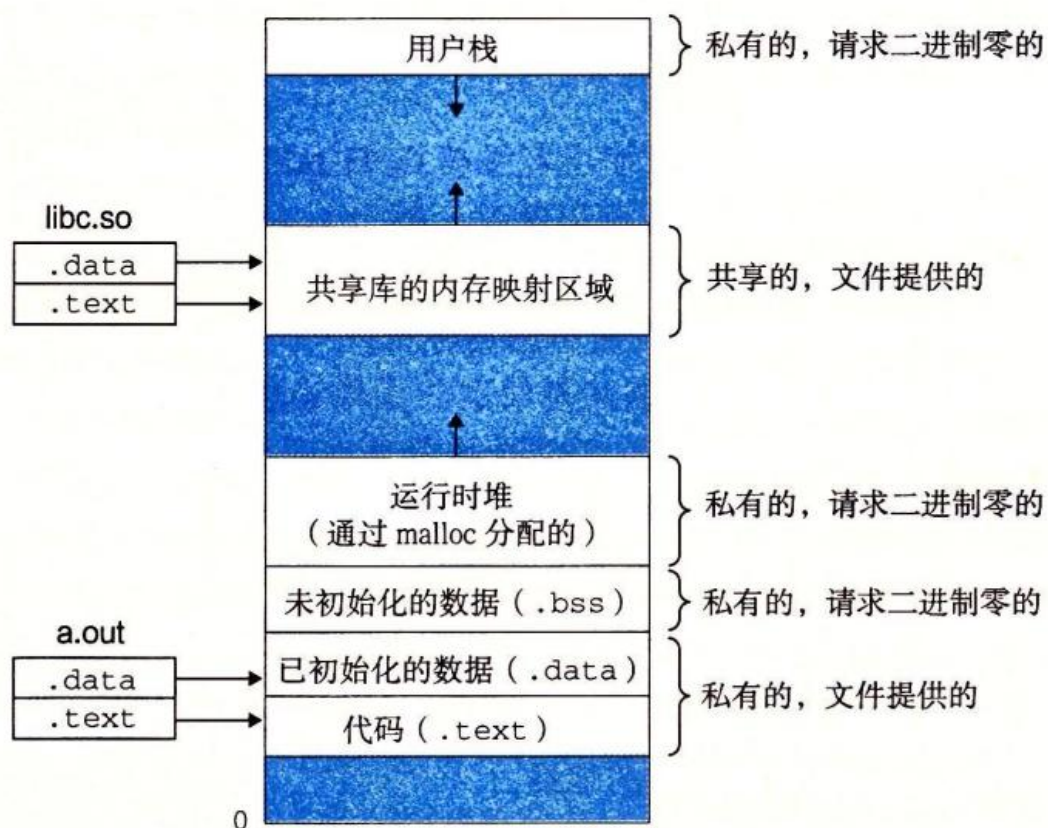 用户栈
私有的，请求二进制零的
libc.so
.data
.text
共享库的内存映射区域
共享的，文件提供的
运行时堆
（通过 malloc 分配的）
私有的，请求二进制零的
未初始化的数据（.bss）
私有的，请求二进制零的
a.out
.data
.text
已初始化的数据（.data）
代码（.text）
私有的，文件提供的
0